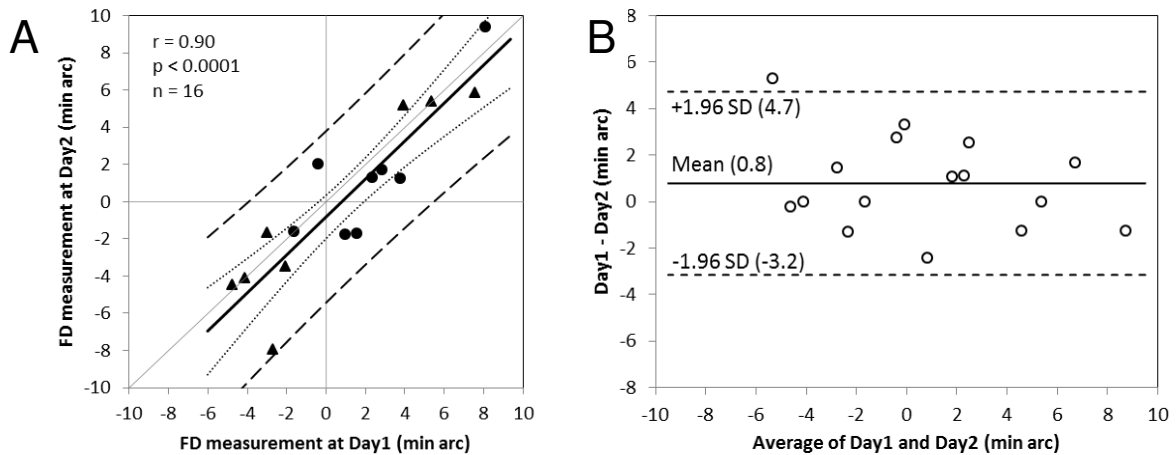 A
r = 0.90
p < 0.0001
n = 16
FD measurement at Day2 (min arc)
10
8
6
4
2
0
-2
-4
-6
-8
-10
-10 -8 -6 -4 -2 0 2 4 6 8 10
FD measurement at Day1 (min arc)
B
Day1 - Day2 (min arc)
8
6
4
2
0
-2
-4
-6
-8
+1.96 SD (4.7)
Mean (0.8)
-1.96 SD (-3.2)
-10 -8 -6 -4 -2 0 2 4 6 8 10
Average of Day1 and Day2 (min arc)